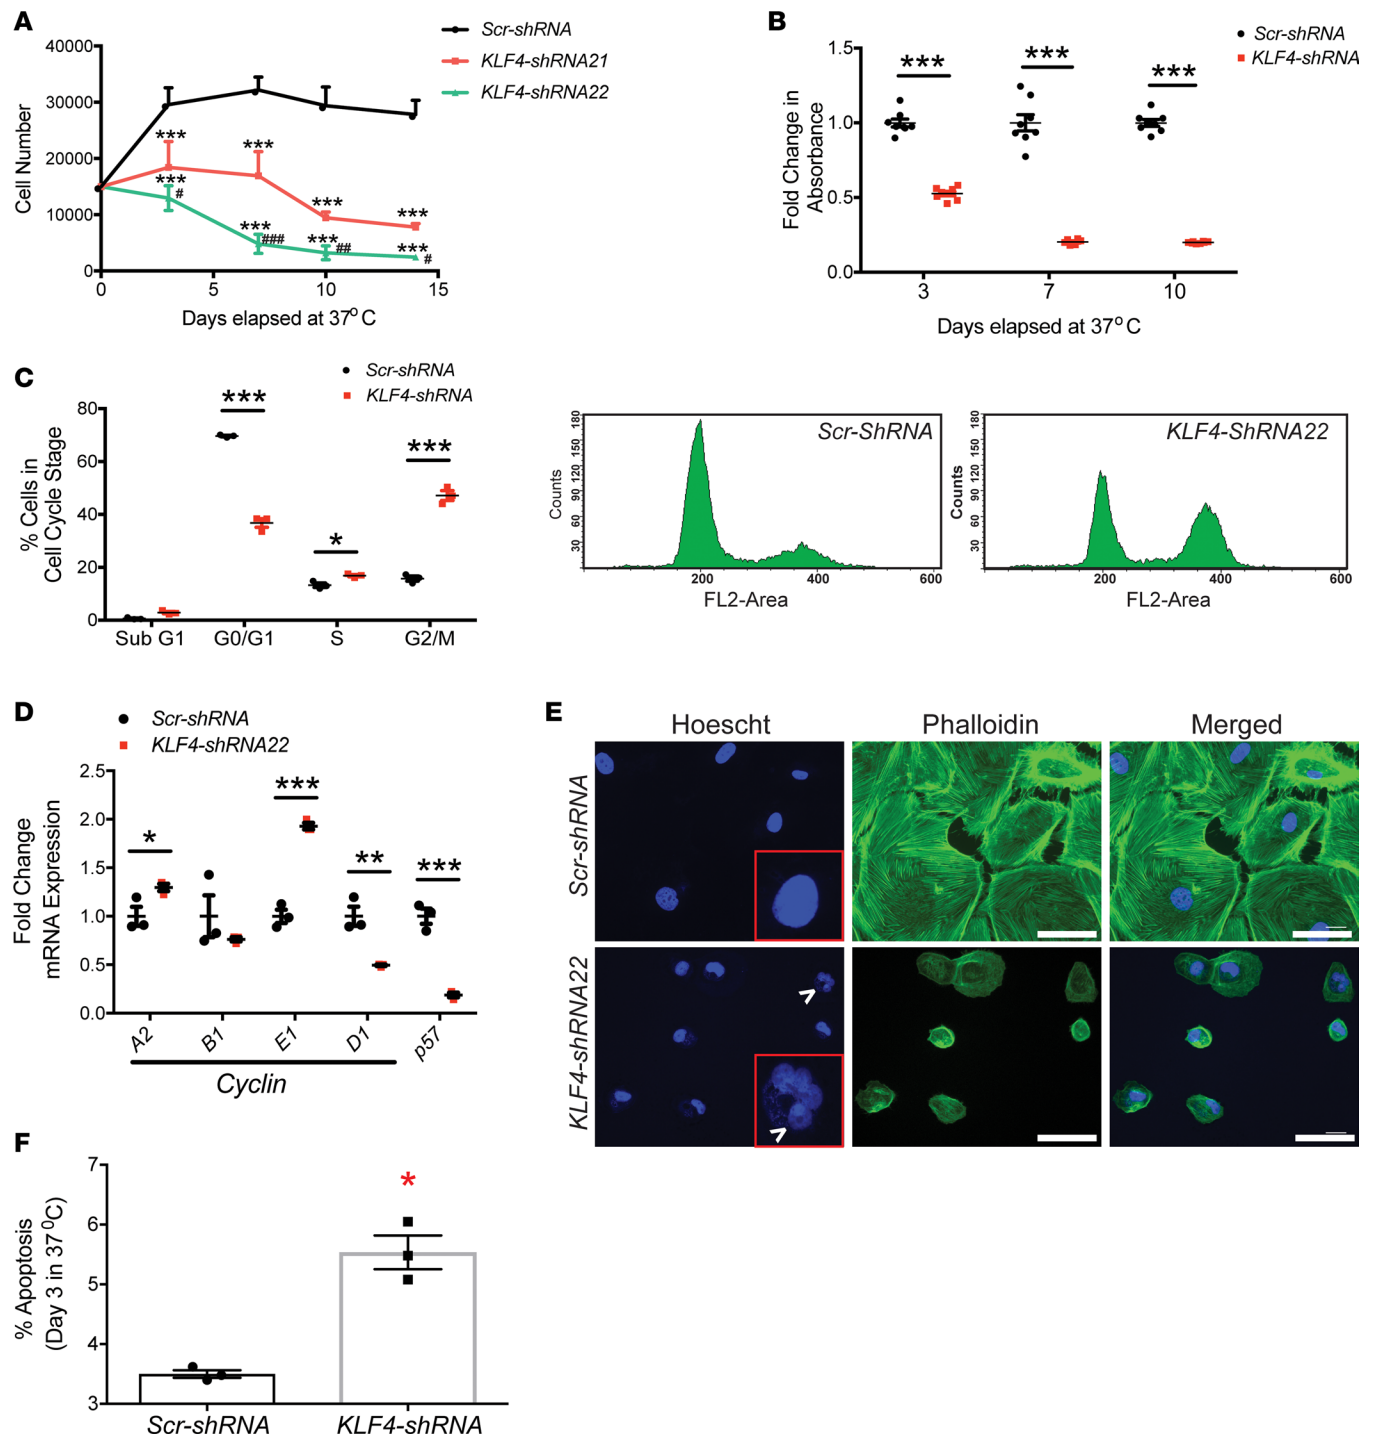 A
Scr-shRNA
KLF4-shRNA21
KLF4-shRNA22
Cell Number
40000
30000
20000
10000
0
***
***
***
***
***
#
***
###
***
##
***
#
0
5
10
15
Days elapsed at 37°C
B
Scr-shRNA
KLF4-shRNA
Fold Change in
Absorbance
1.5
1.0
0.5
0.0
***
***
***
3
7
10
Days elapsed at 37°C
C
Scr-shRNA
KLF4-shRNA
% Cells in
Cell Cycle Stage
80
60
40
20
0
***
*
***
Sub G1
G0/G1
S
G2/M
Scr-ShRNA
Counts
180
150
120
90
60
30
200
400
600
FL2-Area
KLF4-ShRNA22
Counts
180
150
120
90
60
30
200
400
600
FL2-Area
D
Scr-shRNA
KLF4-shRNA22
Fold Change
mRNA Expression
2.5
2.0
1.5
1.0
0.5
0.0
*
***
**
***
A2
B1
E1
D1
p57
Cyclin
E
Hoescht
Phalloidin
Merged
Scr-shRNA
KLF4-shRNA22
F
% Apoptosis
(Day 3 in 37 ⁰C)
7
6
5
4
3
*
Scr-shRNA
KLF4-shRNA